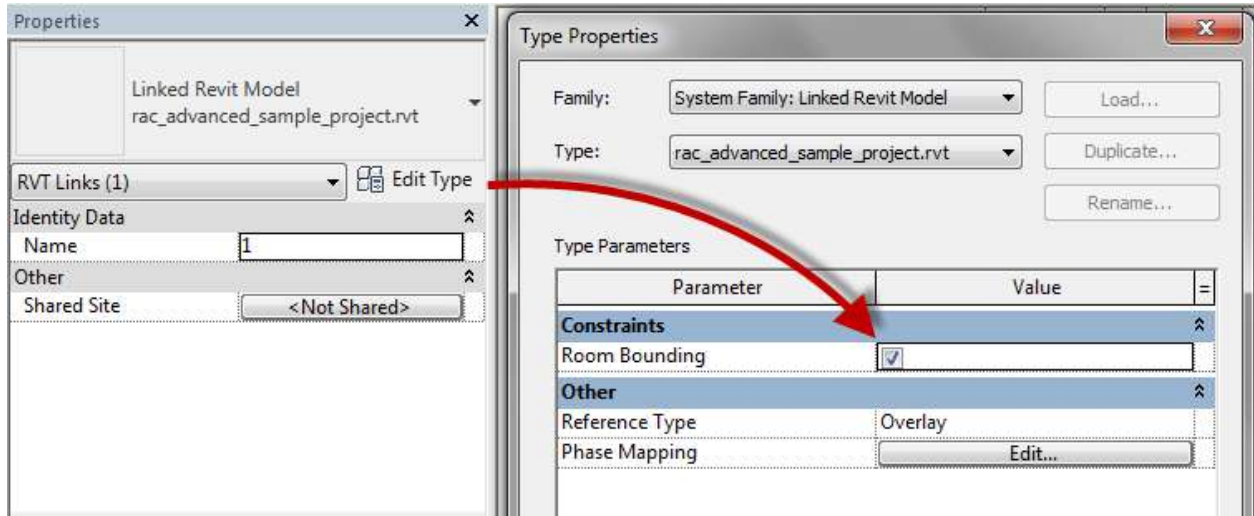 Properties
Linked Revit Model
rac_advanced_sample_project.rvt
RVT Links (1)
Edit Type
Identity Data
Name 1
Other
Shared Site <Not Shared>
Type Properties
Family: System Family: Linked Revit Model Load...
Type: rac_advanced_sample_project.rvt Duplicate...
Rename...
Type Parameters
Parameter Value =
Constraints
Room Bounding
Other
Reference Type Overlay
Phase Mapping Edit...